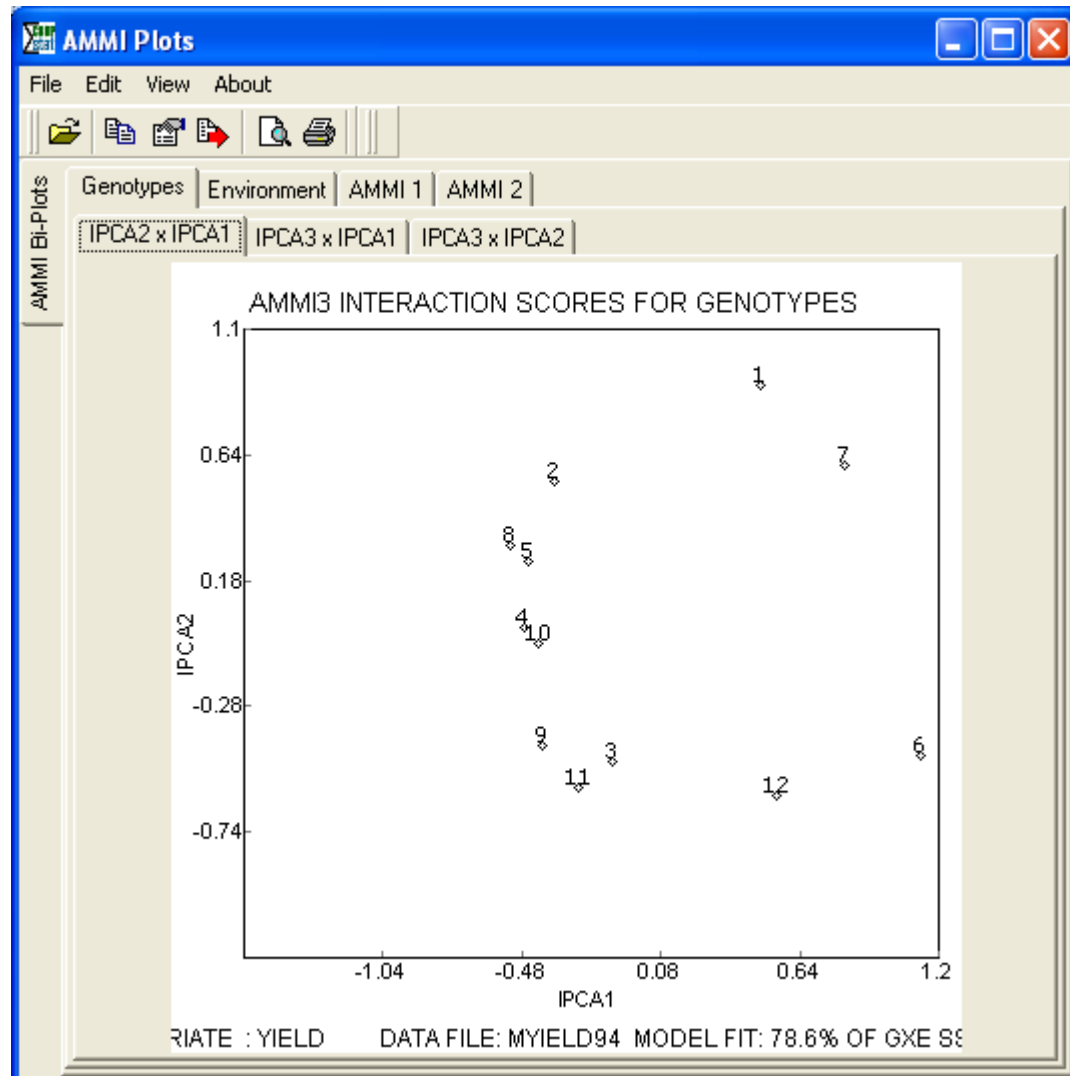 AMMI Plots
File Edit View About
AMMI Bi-Plots
Genotypes Environment AMMI 1 AMMI 2
IPCA2 x IPCA1 IPCA3 x IPCA1 IPCA3 x IPCA2
AMMI3 INTERACTION SCORES FOR GENOTYPES
1.1
1
0.64
7
2
8
5
0.18
4
10
IPCA2
-0.28
9
3
6
11
12
-0.74
-1.04 -0.48 0.08 0.64 1.2
IPCA1
RIATE : YIELD DATA FILE: MYIELD94 MODEL FIT: 78.6% OF GXE SS